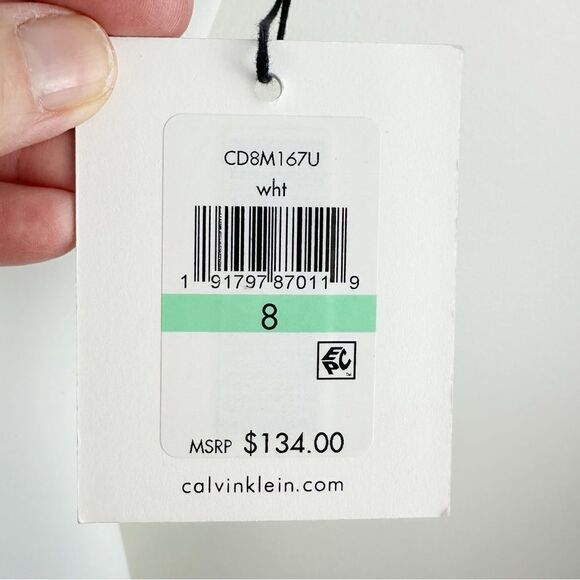 CD8M167U
wht
1 91797 87011 9
8
EPC
MSRP $134.00
calvinklein.com